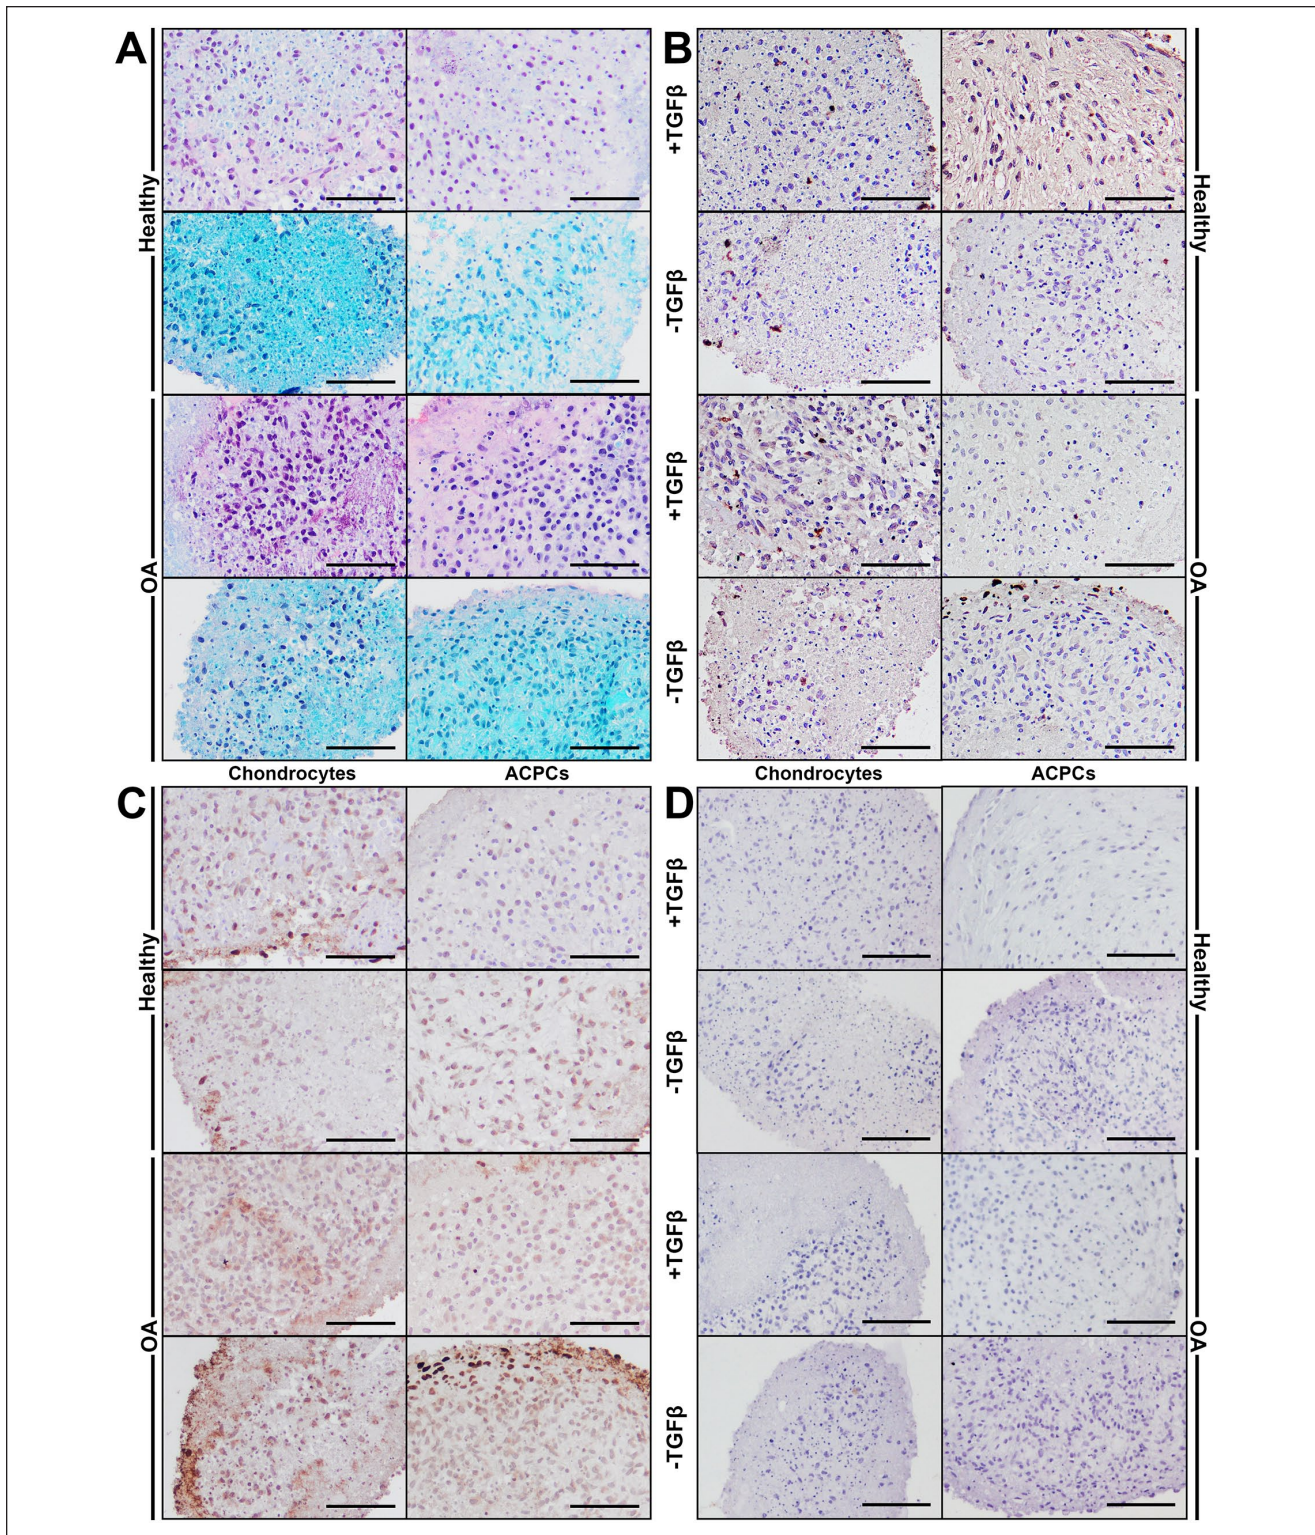 A
B
Healthy
+TGFβ
Healthy
-TGFβ
OA
+TGFβ
OA
-TGFβ
Chondrocytes
ACPCs
Chondrocytes
ACPCs
C
D
Healthy
+TGFβ
Healthy
-TGFβ
OA
+TGFβ
OA
-TGFβ